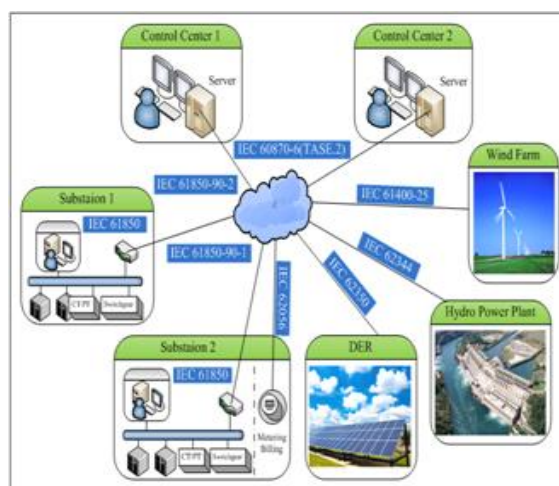 Control Center 1
Control Center 2
Server
Server
IEC 60870-6(TASE.2)
Wind Farm
IEC 61850-90-2
IEC 61400-25
Substaion 1
IEC 61850
IEC 61850-90-1
IEC 62344
IEC 62056
IEC 62350
Hydro Power Plant
CT/PT
Switchgear
Substaion 2
DER
IEC 61850
Metering
Billing
CT/PT
Switchgear